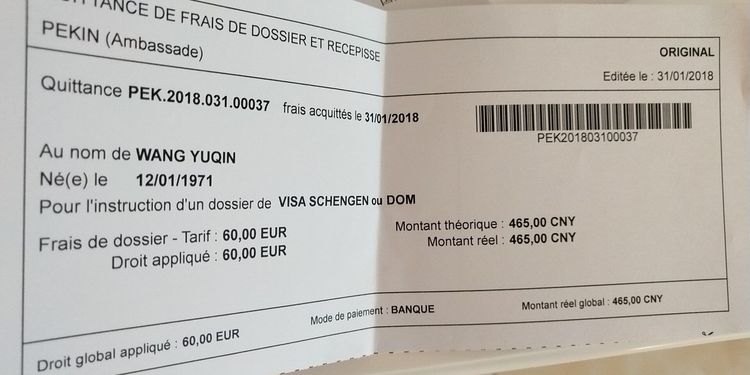 TANCE DE FRAIS DE DOSSIER ET RECEPISSE
PEKIN (Ambassade)
ORIGINAL
Editée le : 31/01/2018
Quittance PEK.2018.031.00037 frais acquittés le 31/01/2018
PEK201803100037
Au nom de WANG YUQIN
Né(e) le 12/01/1971
Pour l'instruction d'un dossier de VISA SCHENGEN ou DOM
Frais de dossier - Tarif : 60,00 EUR
Montant théorique : 465,00 CNY
Droit appliqué : 60,00 EUR
Montant réel : 465,00 CNY
Droit global appliqué : 60,00 EUR
Mode de paiement : BANQUE
Montant réel global : 465,00 CNY